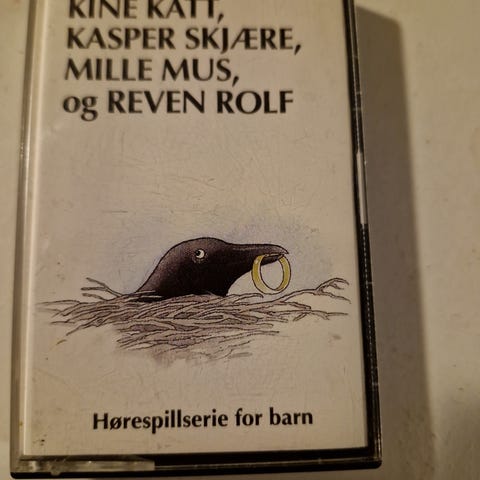 KINE KATT,
KASPER SKJÆRE,
MILLE MUS,
og REVEN ROLF
Hørespillserie for barn